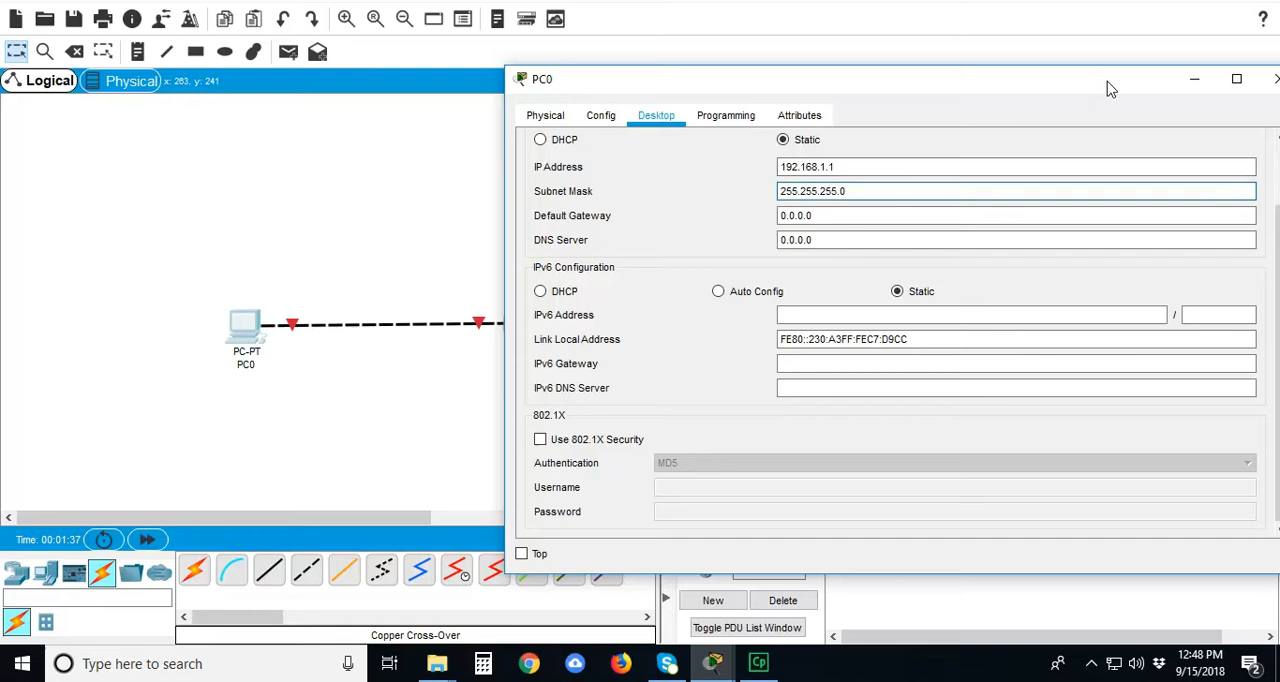 ?
Logical
Physical
x: 263, y: 241
PC0
Physical
Config
Desktop
Programming
Attributes
DHCP
Static
IP Address
192.168.1.1
Subnet Mask
255.255.255.0
Default Gateway
0.0.0.0
DNS Server
0.0.0.0
IPv6 Configuration
DHCP
Auto Config
Static
IPv6 Address
/
Link Local Address
FE80::230:A3FF:FEC7:D9CC
IPv6 Gateway
IPv6 DNS Server
802.1X
Use 802.1X Security
Authentication
MD5
Username
Password
Top
PC-PT
PC0
Time: 00:01:37
Copper Cross-Over
New
Delete
Toggle PDU List Window
Type here to search
Cp
12:48 PM
9/15/2018
2